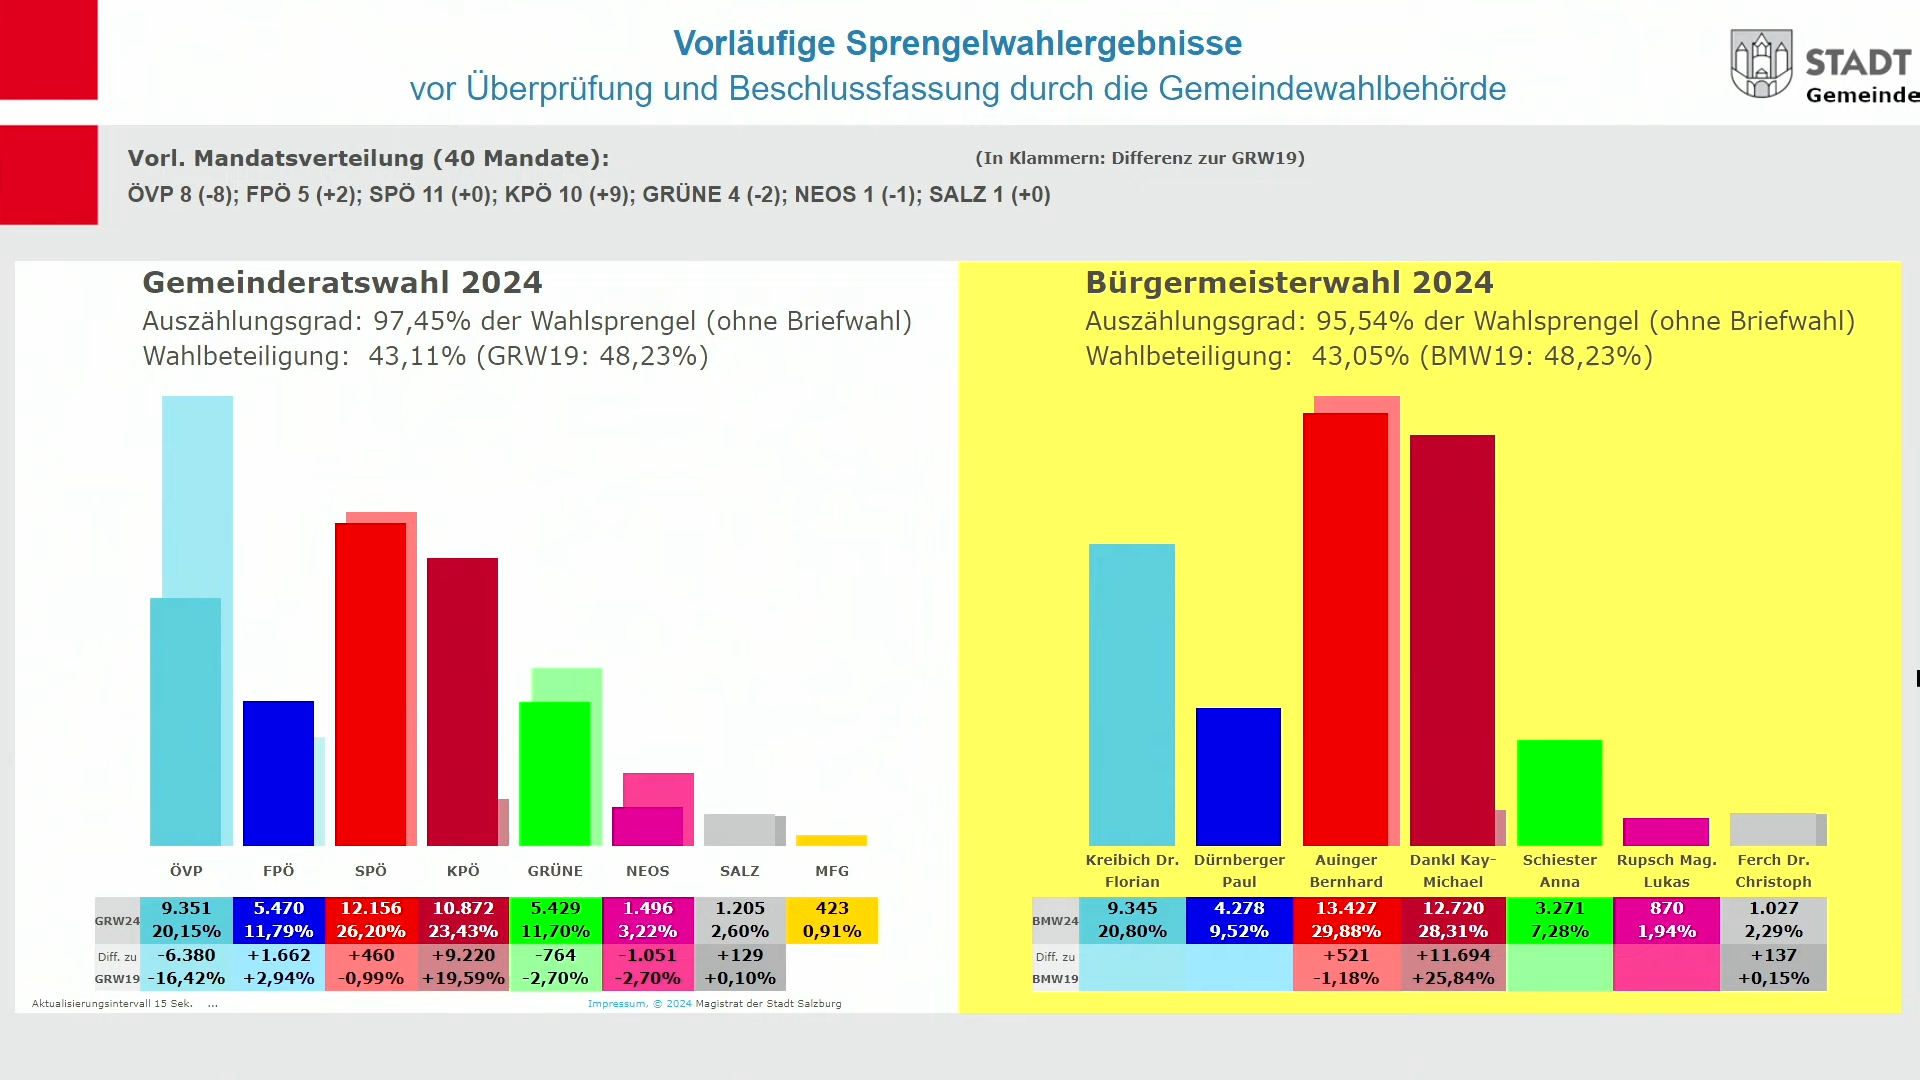 Vorläufige Sprengelwahlergebnisse
vor Überprüfung und Beschlussfassung durch die Gemeindewahlbehörde
STADT
Gemeinde
Vorl. Mandatsverteilung (40 Mandate):
(In Klammern: Differenz zur GRW19)
ÖVP 8 (-8); FPÖ 5 (+2); SPÖ 11 (+0); KPÖ 10 (+9); GRÜNE 4 (-2); NEOS 1 (-1); SALZ 1 (+0)
Gemeinderatswahl 2024
Auszählungsgrad: 97,45% der Wahlsprengel (ohne Briefwahl)
Wahlbeteiligung: 43,11% (GRW19: 48,23%)
ÖVP FPÖ SPÖ KPÖ GRÜNE NEOS SALZ MFG
GRW24
9.351 5.470 12.156 10.872 5.429 1.496 1.205 423
20,15% 11,79% 26,20% 23,43% 11,70% 3,22% 2,60% 0,91%
Diff. zu -6.380 +1.662 +460 +9.220 -764 -1.051 +129
GRW19 -16,42% +2,94% -0,99% +19,59% -2,70% -2,70% +0,10%
Aktualisierungsintervall 15 Sek. ...
Impressum, © 2024 Magistrat der Stadt Salzburg
Bürgermeisterwahl 2024
Auszählungsgrad: 95,54% der Wahlsprengel (ohne Briefwahl)
Wahlbeteiligung: 43,05% (BMW19: 48,23%)
Kreibich Dr. Dürnberger Auinger Dankl Kay- Schiester Rupsch Mag. Ferch Dr.
Florian Paul Bernhard Michael Anna Lukas Christoph
BMW24
9.345 4.278 13.427 12.720 3.271 870 1.027
20,80% 9,52% 29,88% 28,31% 7,28% 1,94% 2,29%
Diff. zu +521 +11.694 +137
BMW19 -1,18% +25,84% +0,15%